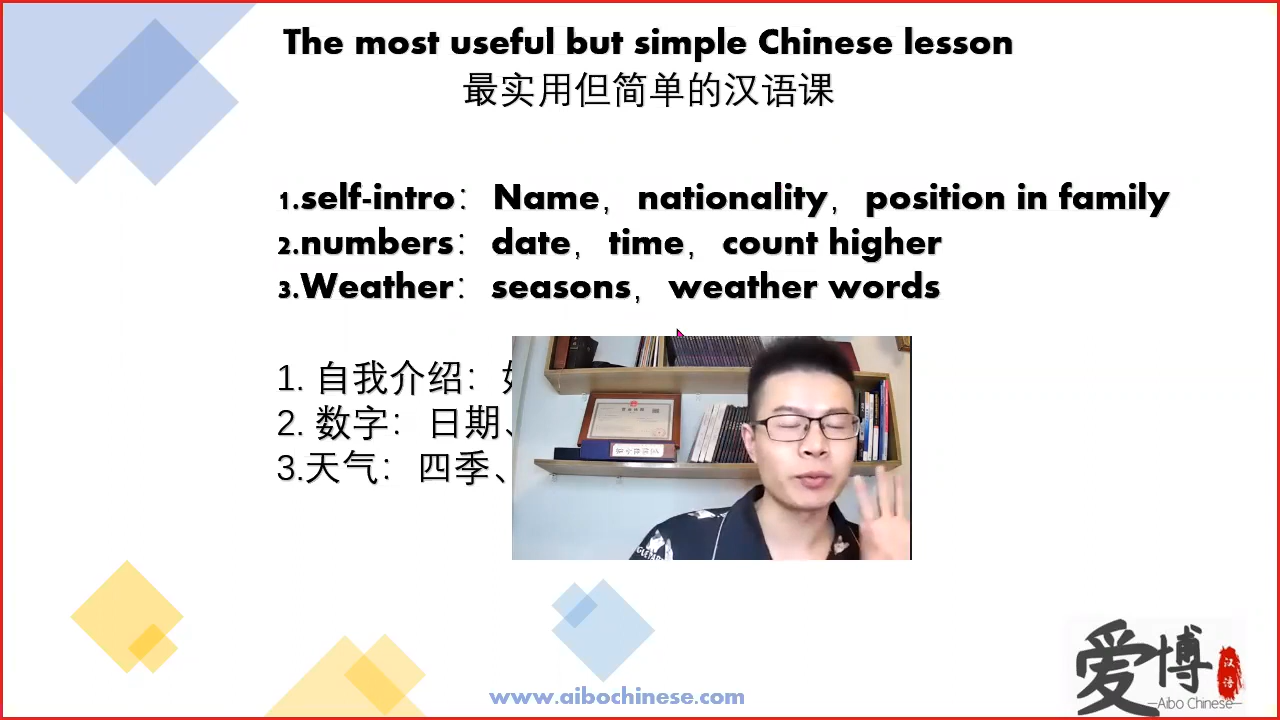 The most useful but simple Chinese lesson
最实用但简单的汉语课
1.self-intro：Name，nationality，position in family
2.numbers：date，time，count higher
3.Weather：seasons，weather words
1. 自我介绍：
2. 数字：日期、
3.天气：四季、
www.aibochinese.com
爱博
汉语
—Aibo Chinese—